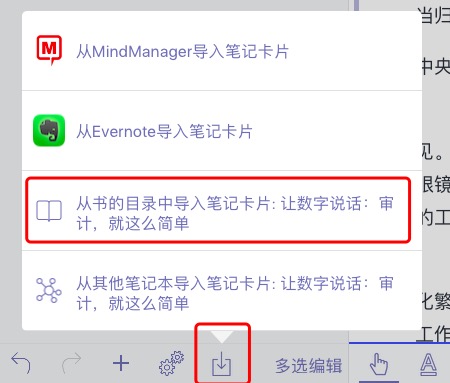 当归
从MindManager导入笔记卡片
中央
从Evernote导入笔记卡片
见。
眼镜
从书的目录中导入笔记卡片: 让数字说话：审
计，就这么简单
的工
从其他笔记本导入笔记卡片: 让数字说话：审
计，就这么简单
化繁
工作
多选编辑
A